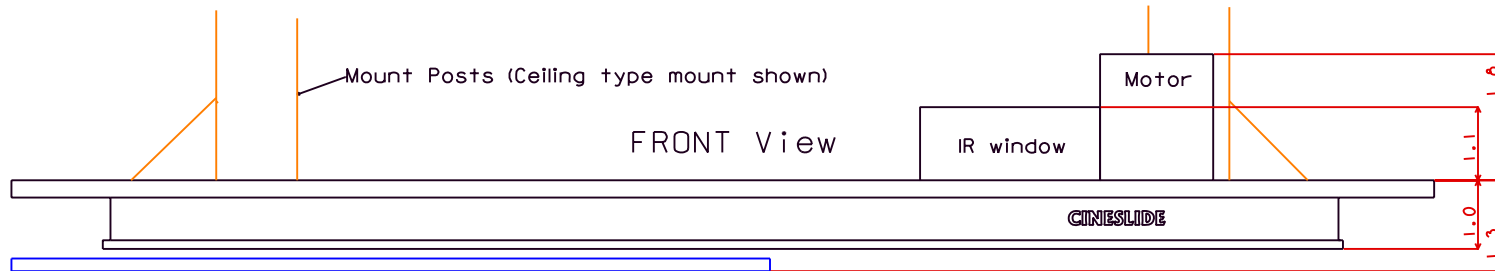 Mount Posts (Ceiling type mount shown)
Motor
FRONT View
IR window
1.1
CINESLIDE
1.0